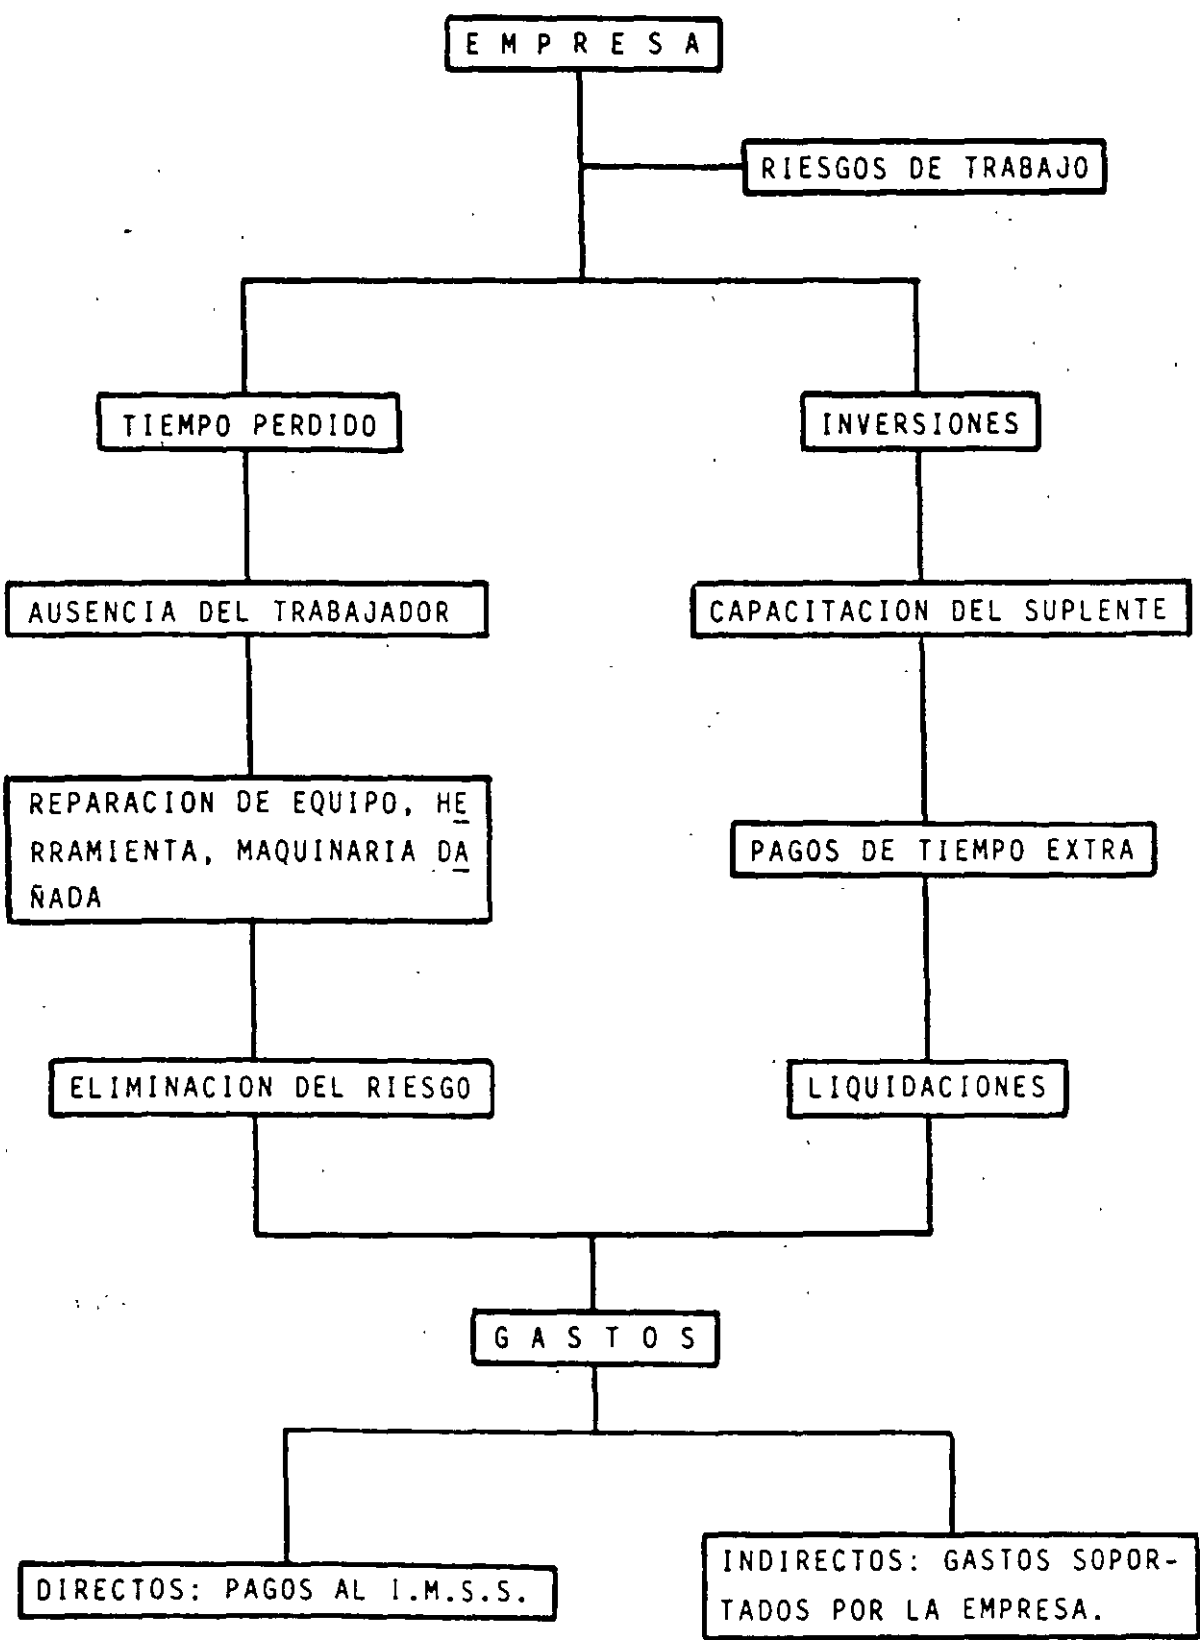 E M P R E S A
RIESGOS DE TRABAJO
TIEMPO PERDIDO
INVERSIONES
AUSENCIA DEL TRABAJADOR
CAPACITACION DEL SUPLENTE
REPARACION DE EQUIPO, HE
RRAMIENTA, MAQUINARIA DA
ÑADA
PAGOS DE TIEMPO EXTRA
ELIMINACION DEL RIESGO
LIQUIDACIONES
G A S T O S
DIRECTOS: PAGOS AL I.M.S.S.
INDIRECTOS: GASTOS SOPOR-
TADOS POR LA EMPRESA.